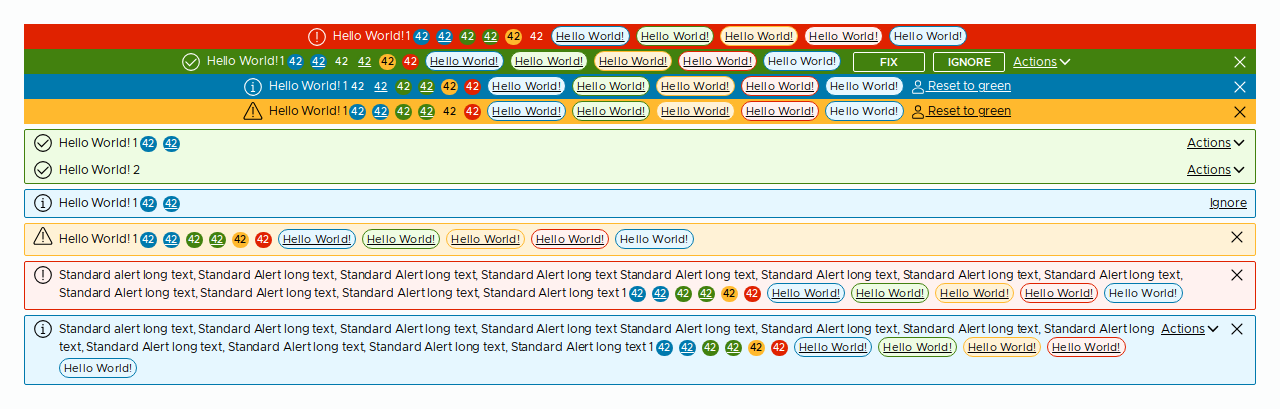 Hello World! 1 42 42 42 42 42 42 Hello World! Hello World! Hello World! Hello World! Hello World!
Hello World! 1 42 42 42 42 42 42 Hello World! Hello World! Hello World! Hello World! Hello World! FIX IGNORE Actions
Hello World! 1 42 42 42 42 42 42 Hello World! Hello World! Hello World! Hello World! Hello World! Reset to green
Hello World! 1 42 42 42 42 42 42 Hello World! Hello World! Hello World! Hello World! Hello World! Reset to green
Hello World! 1 42 42 Actions
Hello World! 2 Actions
Hello World! 1 42 42 Ignore
Hello World! 1 42 42 42 42 42 42 Hello World! Hello World! Hello World! Hello World! Hello World!
Standard alert long text, Standard Alert long text, Standard Alert long text, Standard Alert long text Standard Alert long text, Standard Alert long text, Standard Alert long text, Standard Alert long text,
Standard Alert long text, Standard Alert long text, Standard Alert long text, Standard Alert long text 1 42 42 42 42 42 42 Hello World! Hello World! Hello World! Hello World! Hello World!
Standard alert long text, Standard Alert long text, Standard Alert long text, Standard Alert long text Standard Alert long text, Standard Alert long text, Standard Alert long text, Standard Alert long Actions
text, Standard Alert long text, Standard Alert long text, Standard Alert long text, Standard Alert long text 1 42 42 42 42 42 42 Hello World! Hello World! Hello World! Hello World!
Hello World!